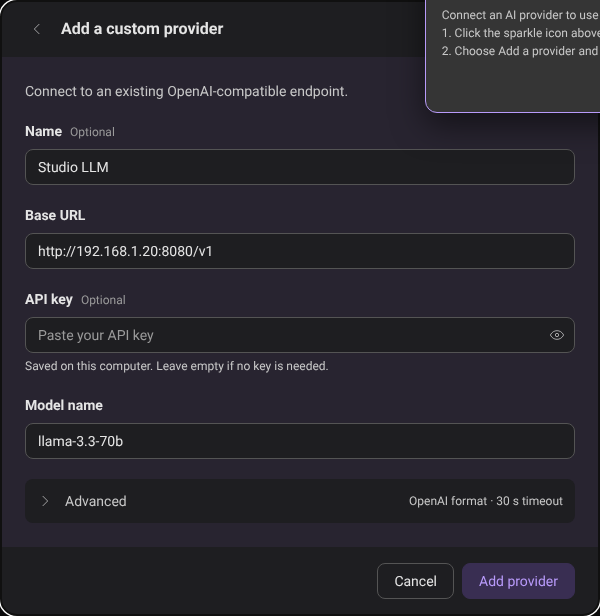 Add a custom provider
Connect an AI provider to use
1. Click the sparkle icon above
2. Choose Add a provider and
Connect to an existing OpenAI-compatible endpoint.
Name Optional
Studio LLM
Base URL
http://192.168.1.20:8080/v1
API key Optional
Paste your API key
Saved on this computer. Leave empty if no key is needed.
Model name
llama-3.3-70b
Advanced OpenAI format · 30 s timeout
Cancel Add provider